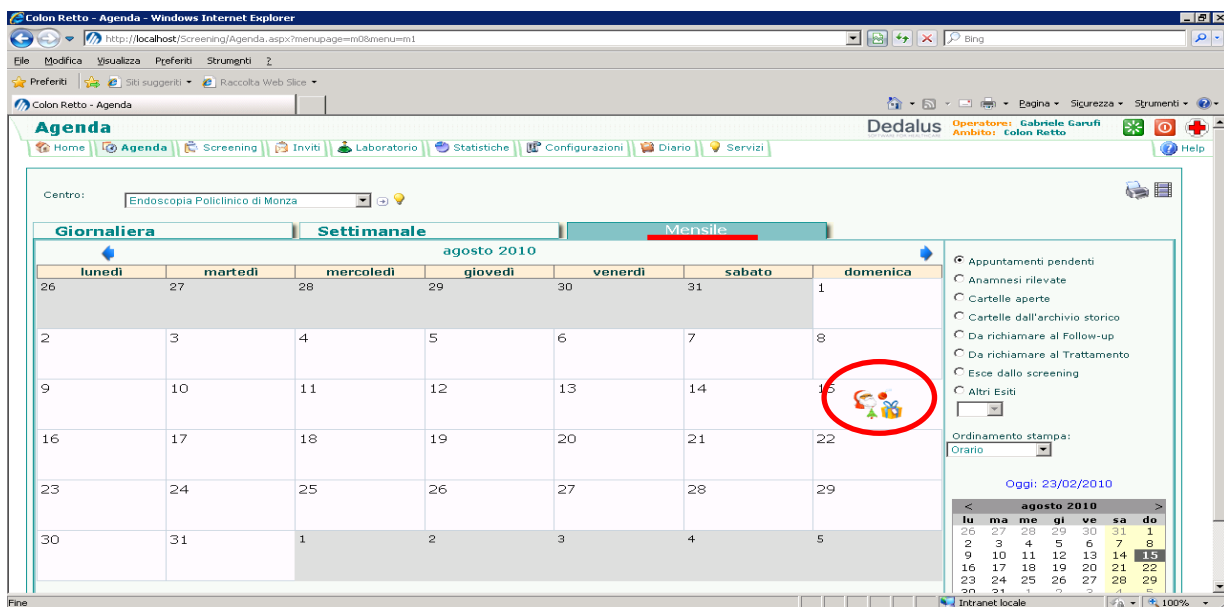 Colon Retto - Agenda - Windows Internet Explorer
http://localhost/Screening/Agenda.aspx?menupage=m0&menu=m1
Bing
File Modifica Visualizza Preferiti Strumenti ?
Preferiti Siti suggeriti Raccolta Web Slice
Colon Retto - Agenda
Pagina Sicurezza Strumenti
Agenda
Dedalus
Operatore: Gabriele Garufi
Ambito: Colon Retto
Home Agenda Screening Inviti Laboratorio Statistiche Configurazioni Diario Servizi
Help
Centro: Endoscopia Policlinico di Monza
Giornaliera Settimanale Mensile
agosto 2010
lunedì martedì mercoledì giovedì venerdì sabato domenica
26 27 28 29 30 31 1
2 3 4 5 6 7 8
9 10 11 12 13 14 15
16 17 18 19 20 21 22
23 24 25 26 27 28 29
30 31 1 2 3 4 5
Appuntamenti pendenti
Anamnesi rilevate
Cartelle aperte
Cartelle dall'archivio storico
Da richiamare al Follow-up
Da richiamare al Trattamento
Esce dallo screening
Altri Esiti
Ordinamento stampa:
Orario
Oggi: 23/02/2010
< agosto 2010 >
lu ma me gi ve sa do
26 27 28 29 30 31 1
2 3 4 5 6 7 8
9 10 11 12 13 14 15
16 17 18 19 20 21 22
23 24 25 26 27 28 29
30 31 1 2 3 4 5
Fine
Intranet locale
100%